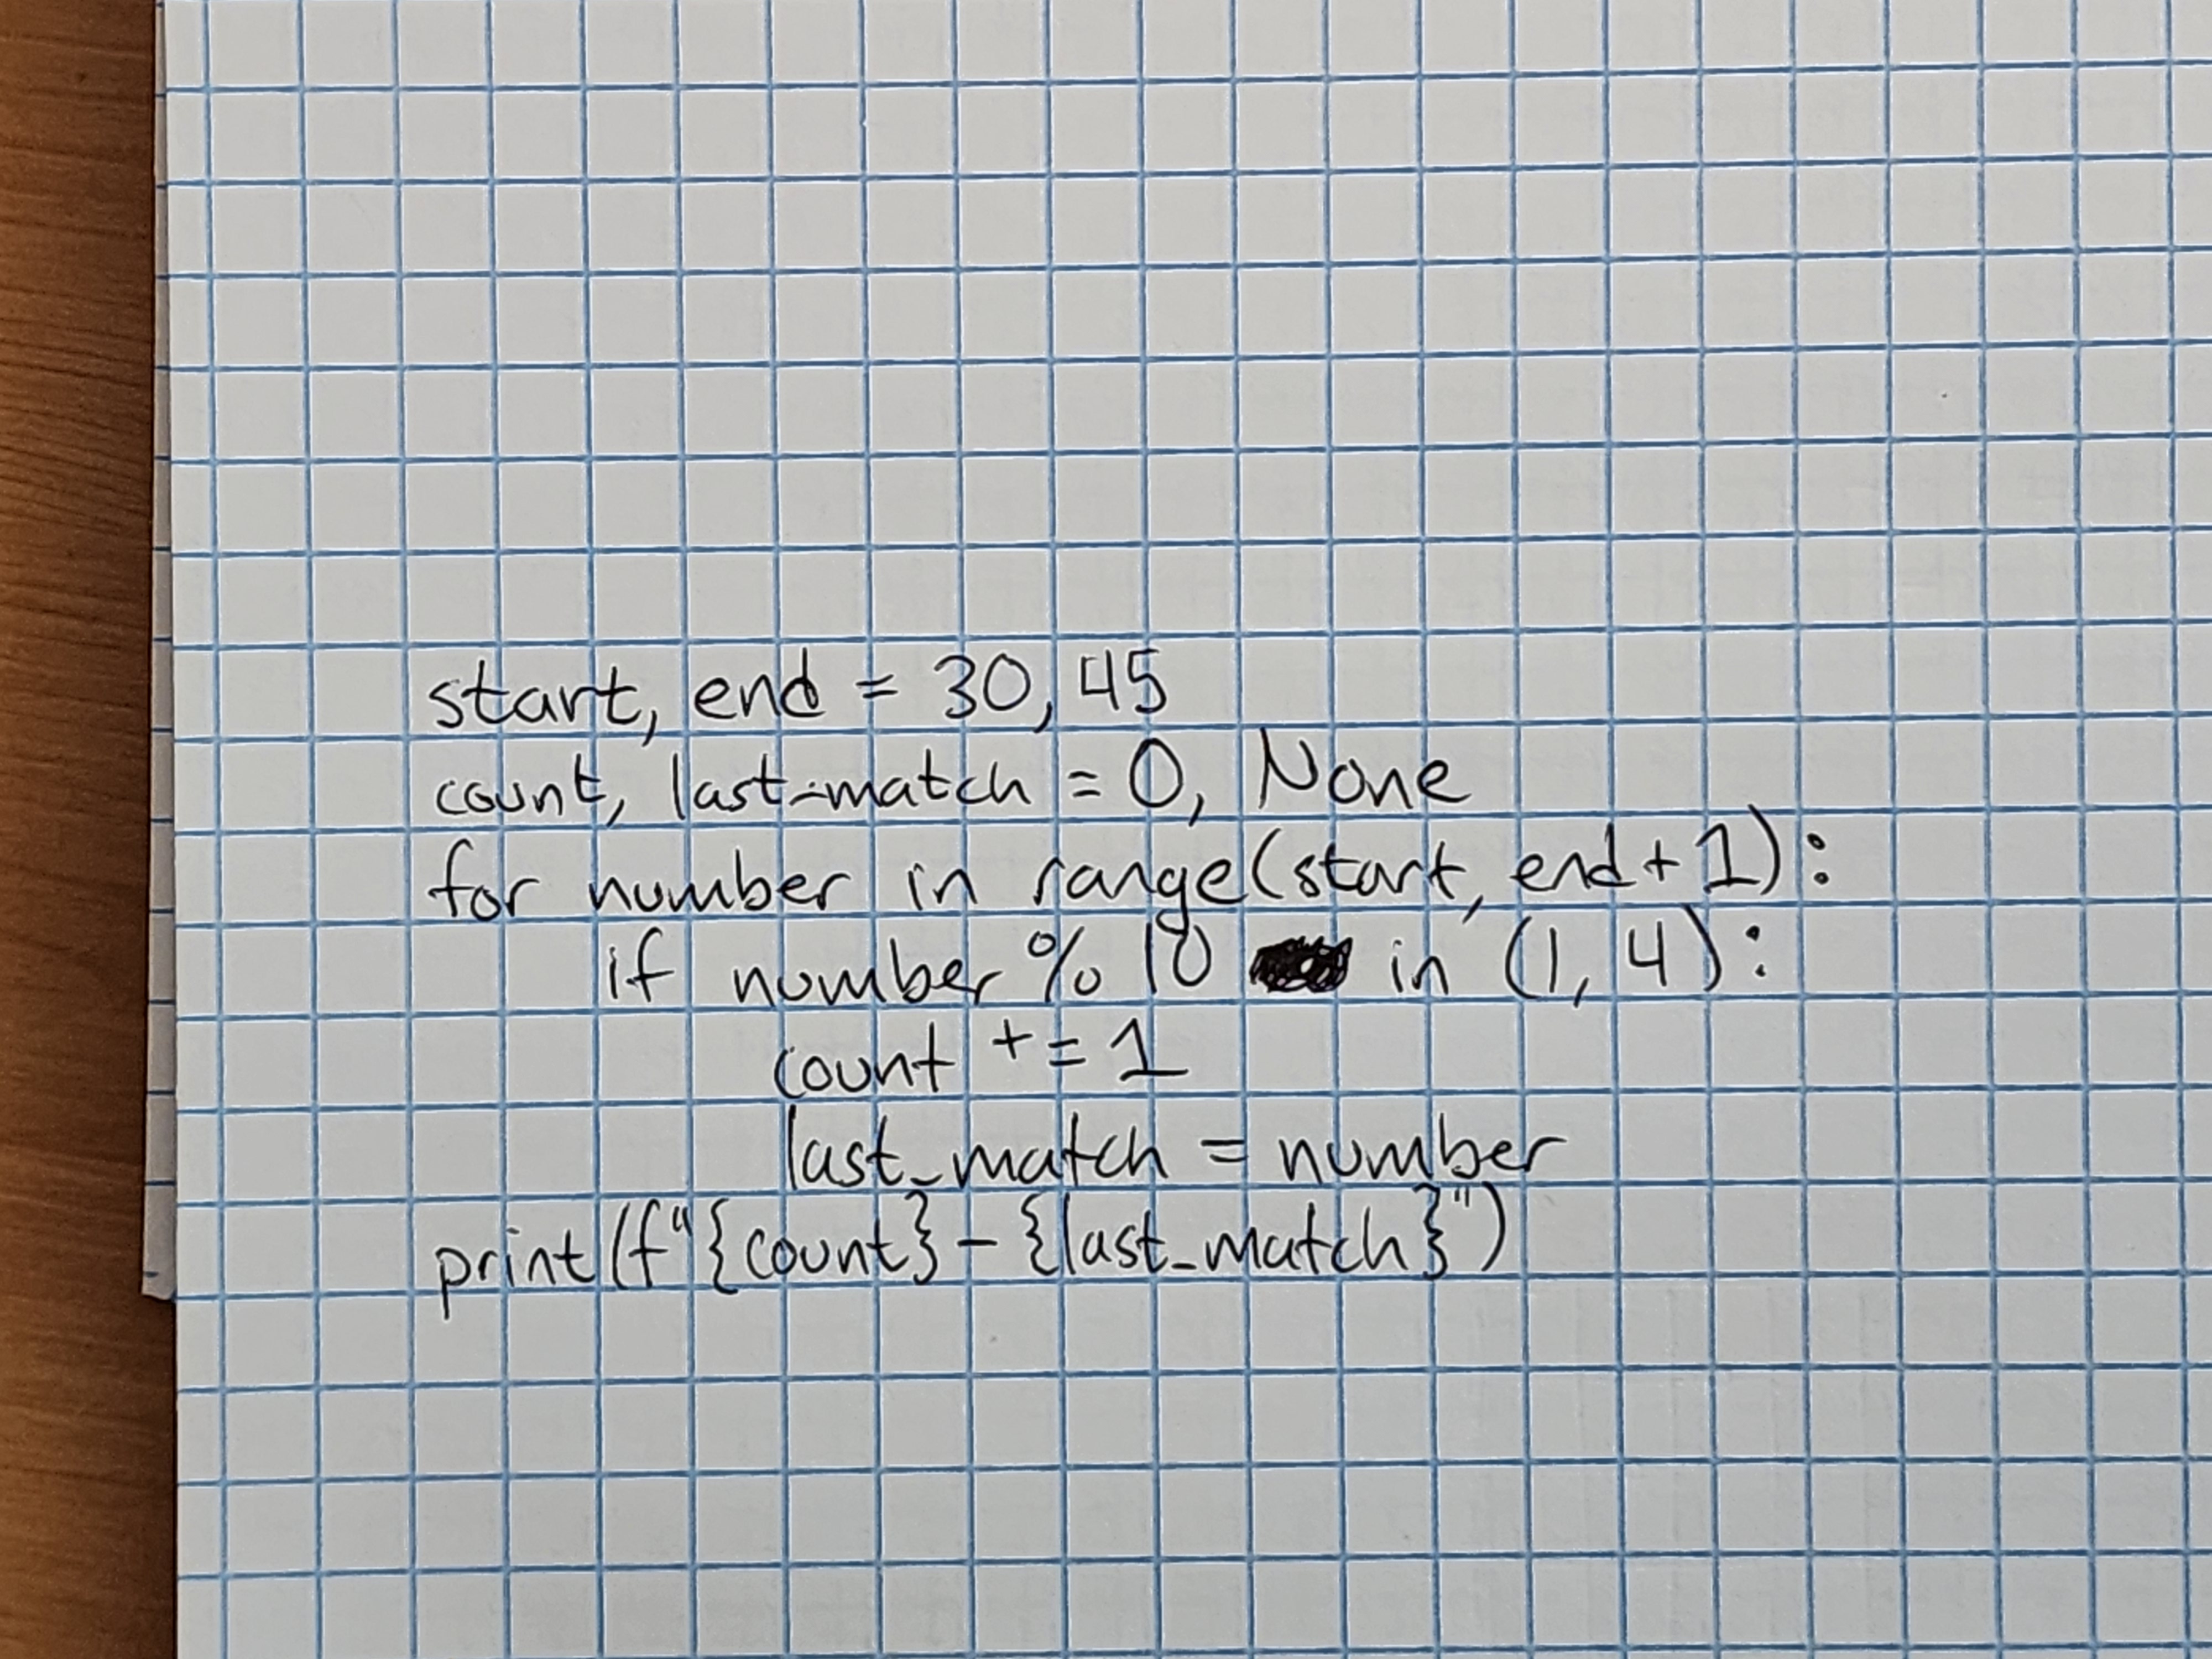 start, end = 30, 45
count, last_match = 0, None
for number in range(start, end + 1):
if number % 10 in (1, 4):
count += 1
last_match = number
print(f"{count} - {last_match}")